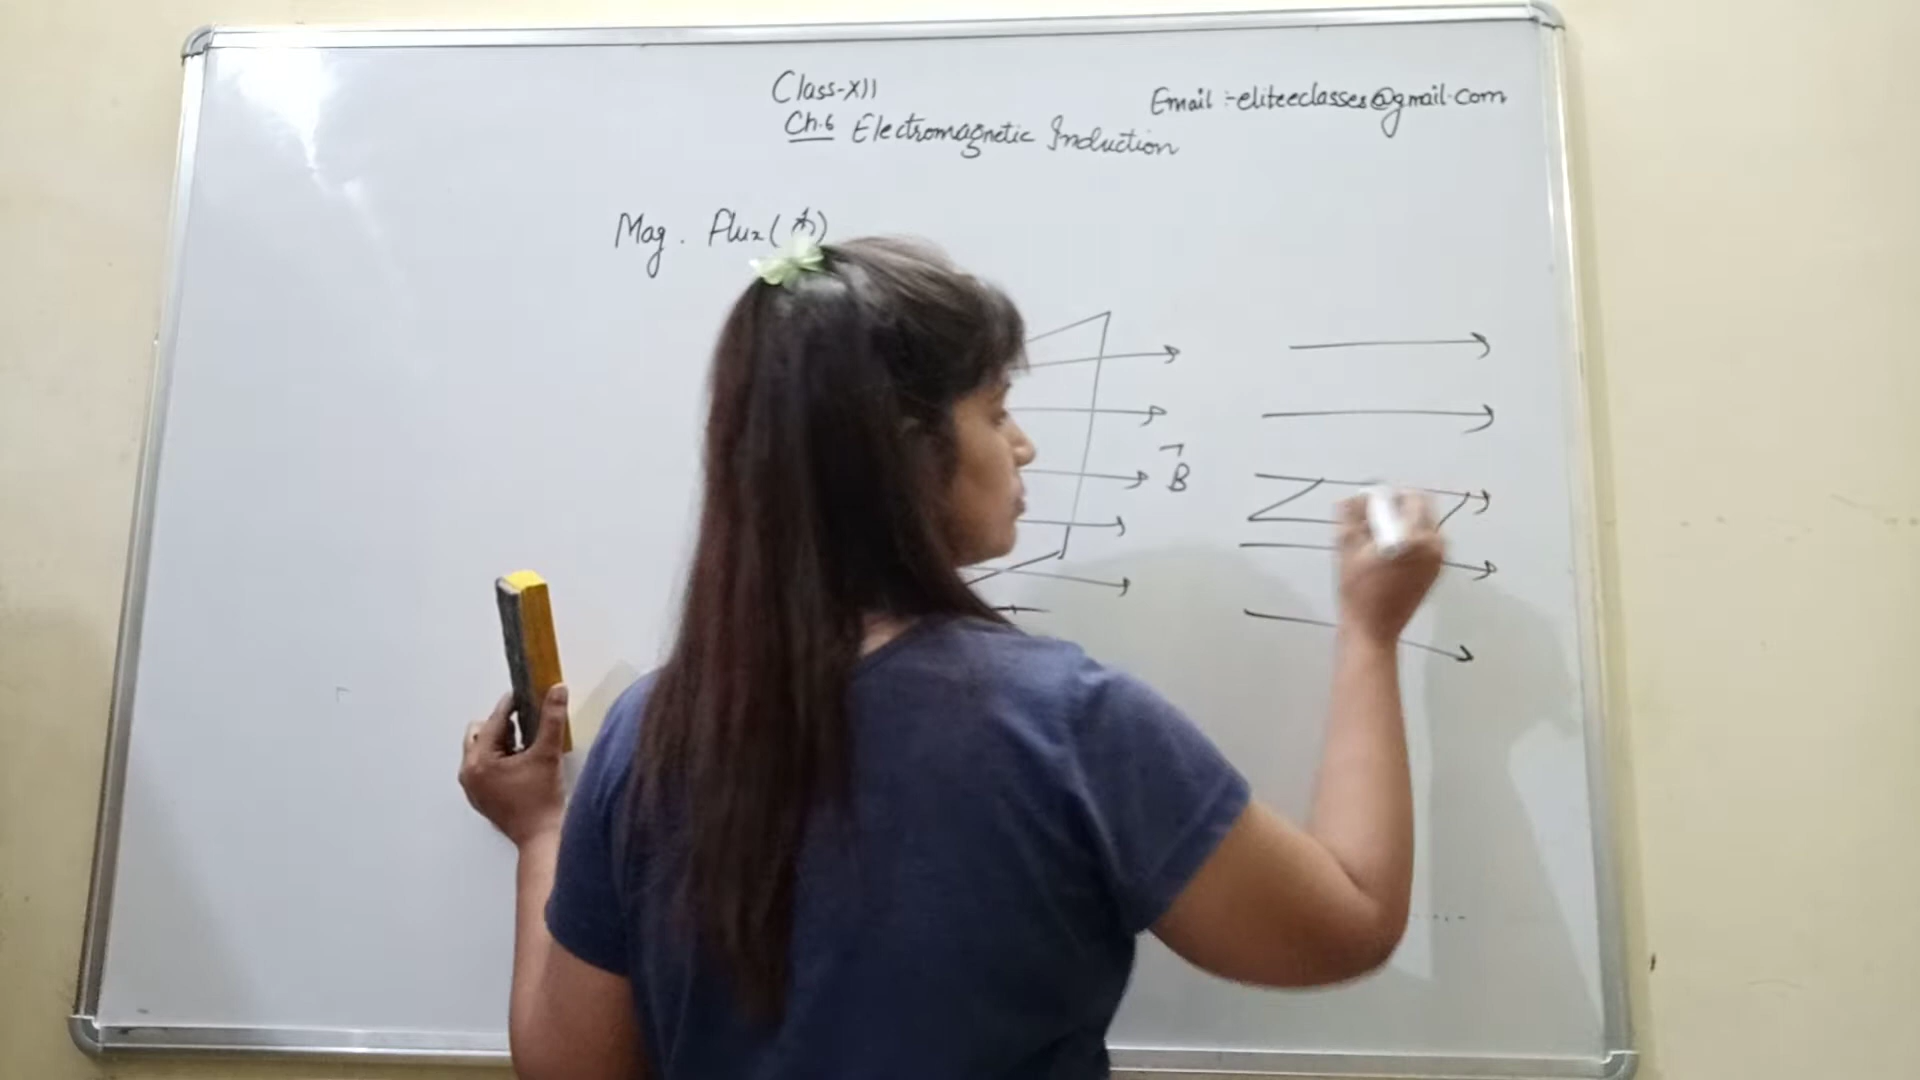 Class-XII
Ch.6 Electromagnetic Induction
Email :- eliteeclasses@gmail.com
Mag. Flux (ϕ)
B⃗